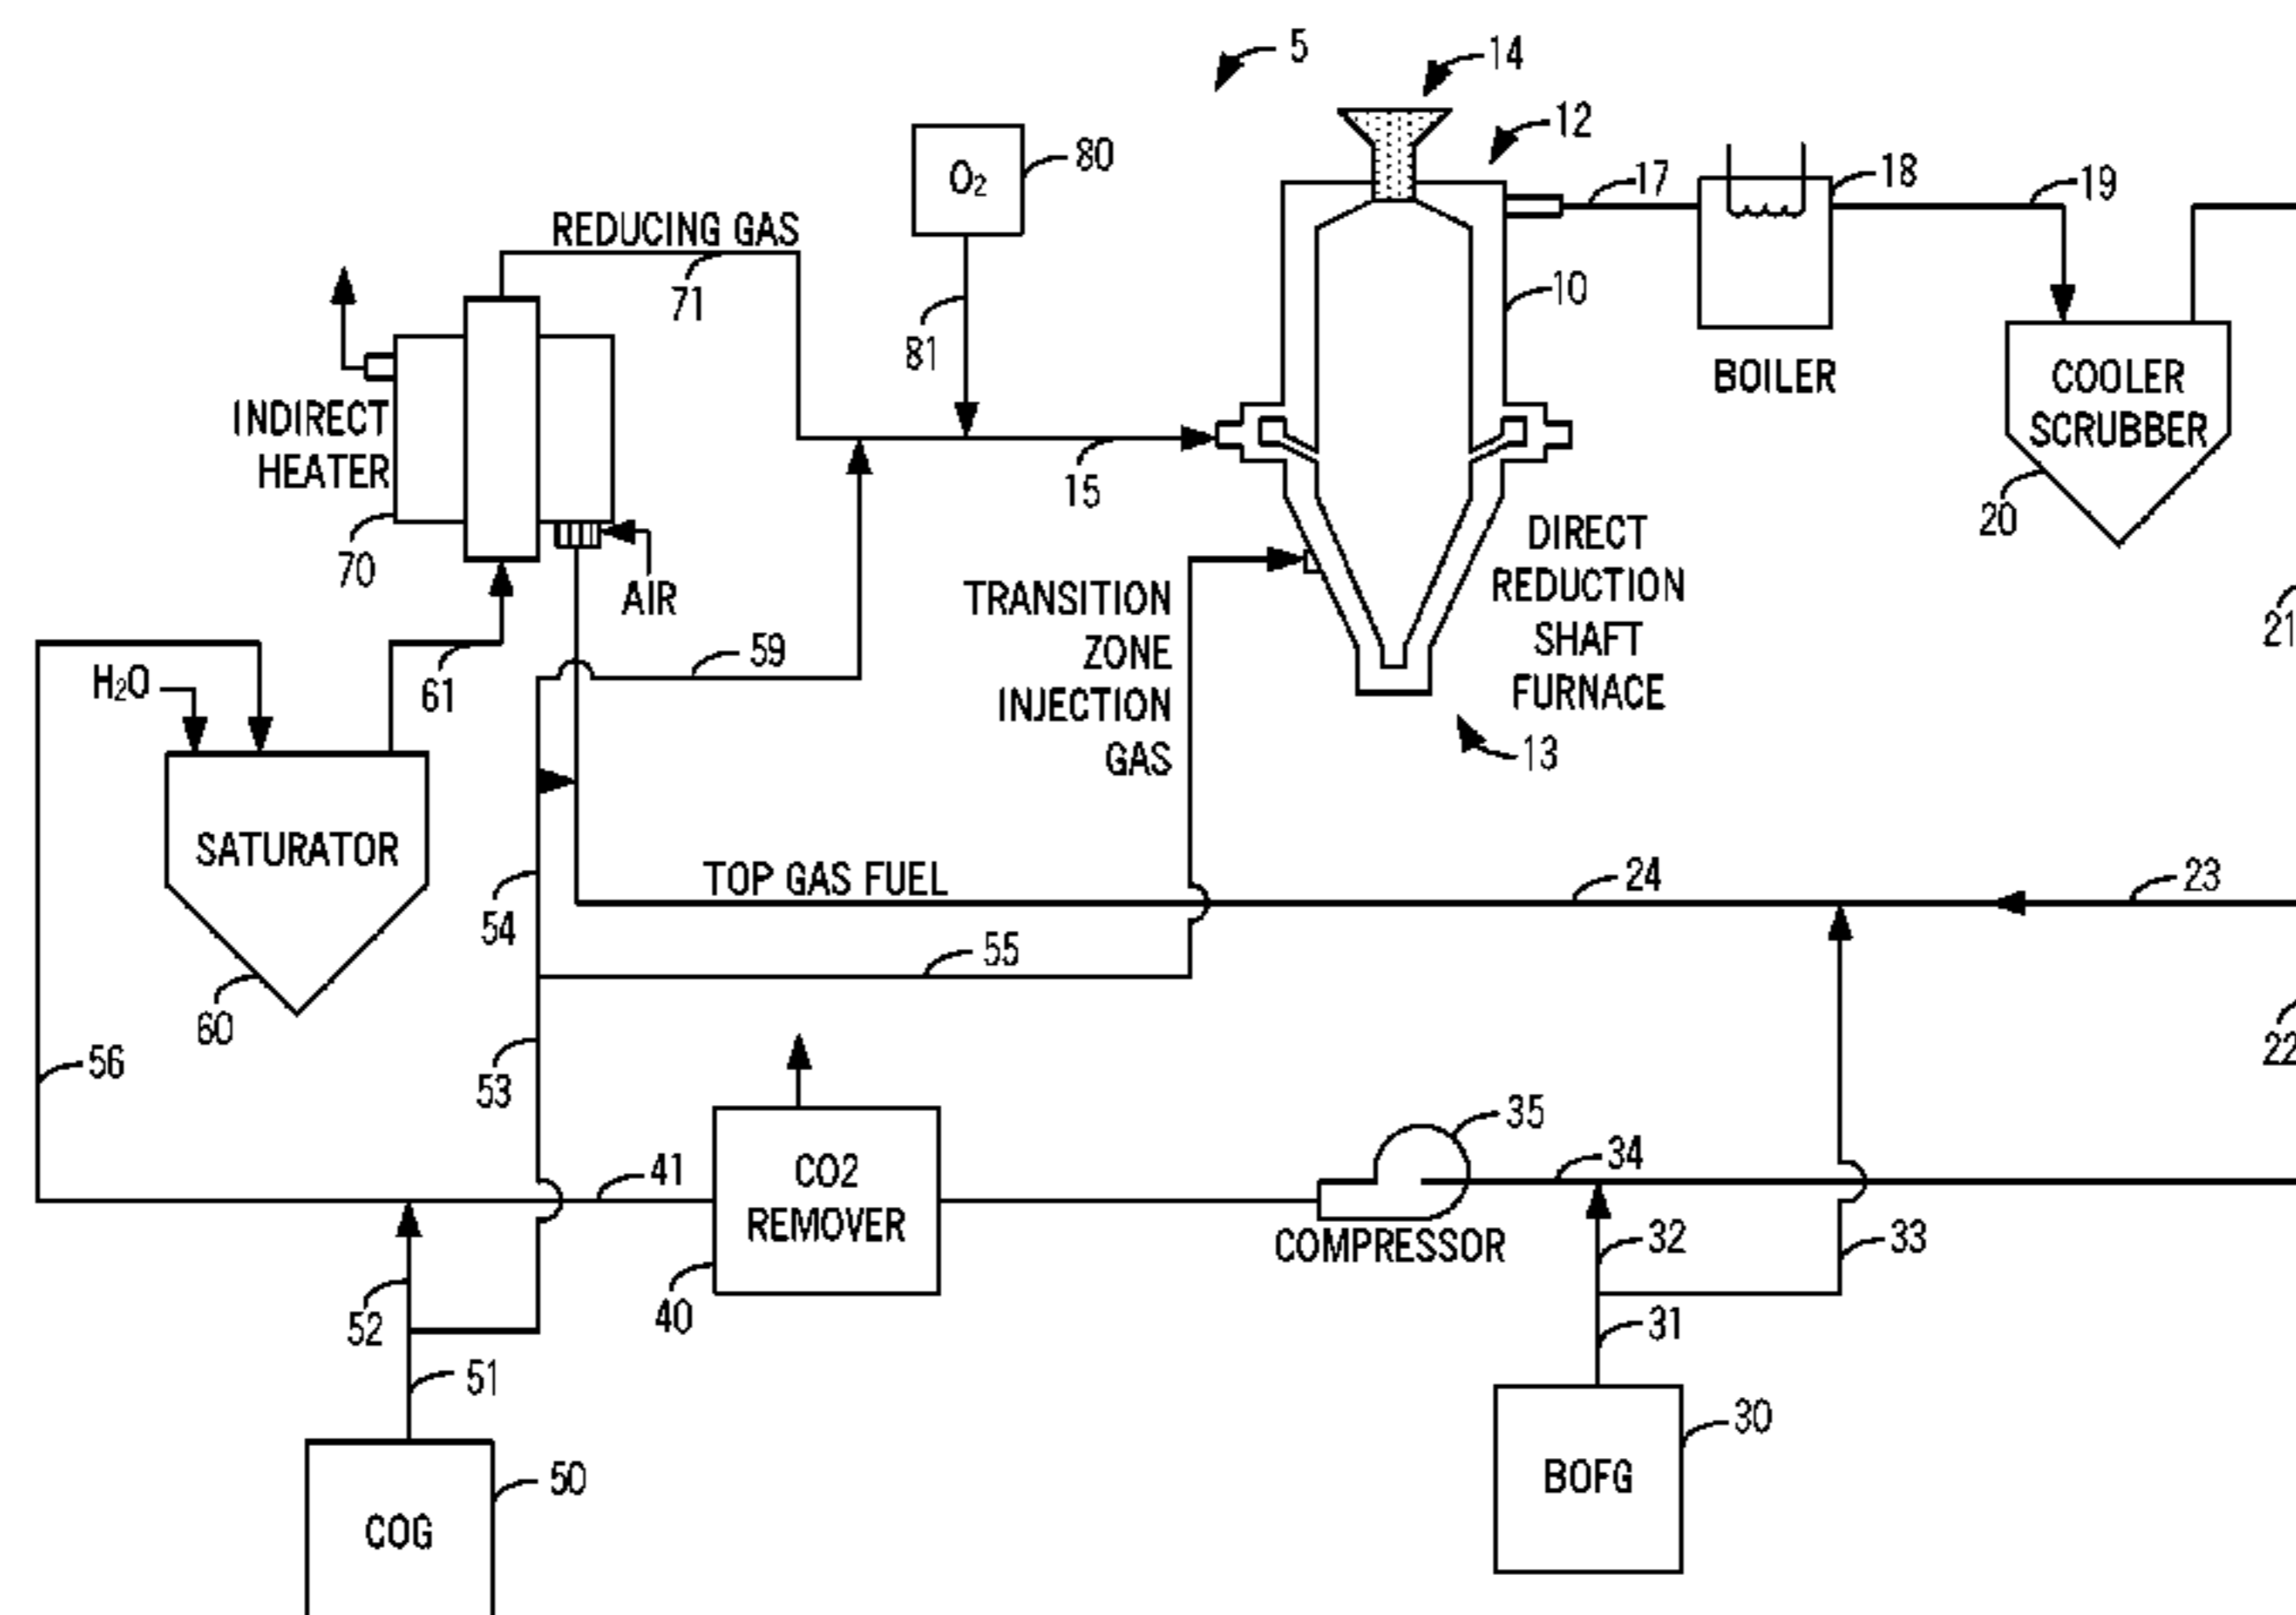 5
14
12
80
O₂
17
18
19
REDUCING GAS
71
10
81
BOILER
COOLER
SCRUBBER
INDIRECT
HEATER
15
20
70
AIR
DIRECT
REDUCTION
SHAFT
FURNACE
TRANSITION
ZONE
INJECTION
GAS
21
59
H₂O
61
13
SATURATOR
TOP GAS FUEL
24
23
54
55
60
56
53
22
35
41
34
CO2
REMOVER
COMPRESSOR
32
33
40
52
31
51
30
50
BOFG
COG